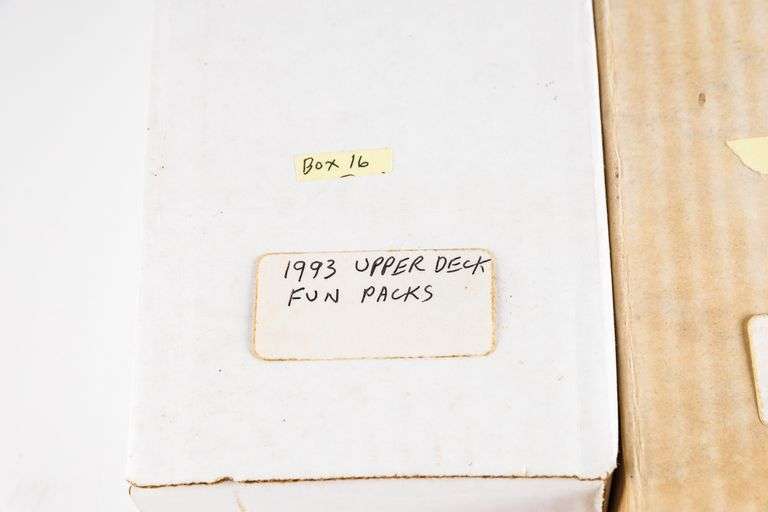 Box 16
1993 UPPER DECK
FUN PACKS